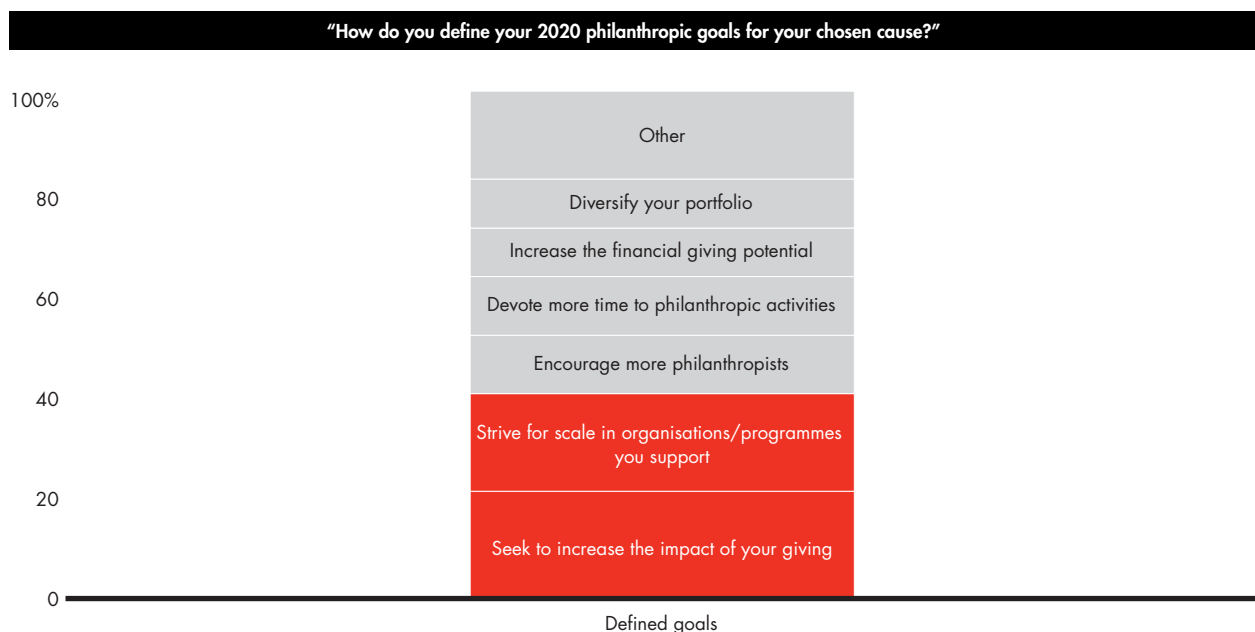 “How do you define your 2020 philanthropic goals for your chosen cause?”
100%
Other
80
Diversify your portfolio
Increase the financial giving potential
60
Devote more time to philanthropic activities
Encourage more philanthropists
40
Strive for scale in organisations/programmes
you support
20
Seek to increase the impact of your giving
0
Defined goals